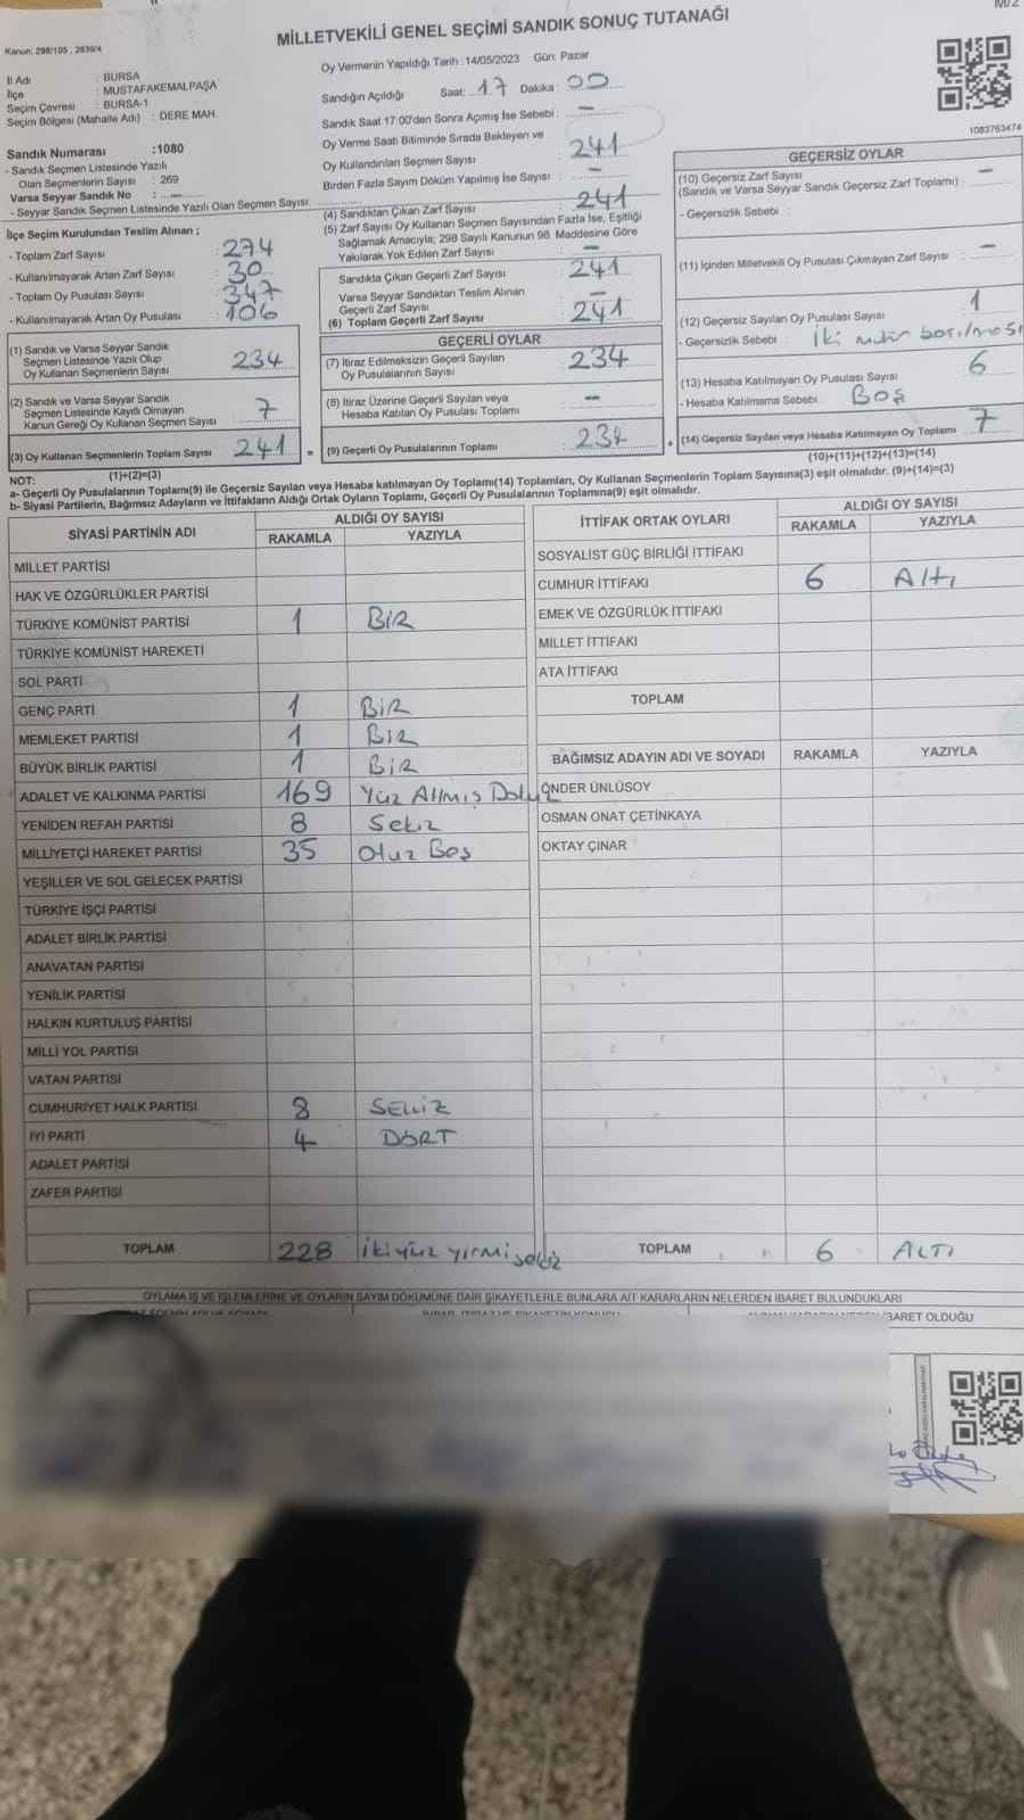 MİLLETVEKİLİ GENEL SEÇİMİ SANDIK SONUÇ TUTANAĞI
Kanun: 298/105 , 2839/4
İl Adı : BURSA
İlçe : MUSTAFAKEMALPAŞA
Seçim Çevresi : BURSA-1
Seçim Bölgesi (Mahalle Adı) : DERE MAH.
Sandık Numarası :1080
- Sandık Seçmen Listesinde Yazılı
Olan Seçmenlerin Sayısı : 269
Varsa Seyyar Sandık No : —
- Seyyar Sandık Seçmen Listesinde Yazılı Olan Seçmen Sayısı:
İlçe Seçim Kurulundan Teslim Alınan ;
- Toplam Zarf Sayısı : 274
- Kullanılmayarak Artan Zarf Sayısı : 30
- Toplam Oy Pusulası Sayısı : 347
- Kullanılmayarak Artan Oy Pusulası : 106
(1) Sandık ve Varsa Seyyar Sandık
Seçmen Listesinde Yazılı Olup
Oy Kullanan Seçmenlerin Sayısı 234
(2) Sandık ve Varsa Seyyar Sandık
Seçmen Listesinde Kayıtlı Olmayan
Kanun Gereği Oy Kullanan Seçmen Sayısı 7
(3) Oy Kullanan Seçmenlerin Toplam Sayısı 241
(1)+(2)=(3)
Oy Vermenin Yapıldığı Tarih :14/05/2023 Gün: Pazar
Sandığın Açıldığı Saat: 17 Dakika : 00
Sandık Saat 17:00'den Sonra Açımış İse Sebebi : —
Oy Verme Saati Bitiminde Sırada Bekleyen ve
Oy Kullandırılan Seçmen Sayısı : 241
Birden Fazla Sayım Döküm Yapılmış İse Sayısı : —
(4) Sandıktan Çıkan Zarf Sayısı : 241
(5) Zarf Sayısı Oy Kullanan Seçmen Sayısından Fazla İse, Eşitliği
Sağlamak Amacıyla; 298 Sayılı Kanunun 98. Maddesine Göre
Yakılarak Yok Edilen Zarf Sayısı : —
Sandıkta Çıkan Geçerli Zarf Sayısı : 241
Varsa Seyyar Sandıktan Teslim Alınan
Geçerli Zarf Sayısı : —
(6) Toplam Geçerli Zarf Sayısı : 241
GEÇERLİ OYLAR
(7) İtiraz Edilmeksizin Geçerli Sayılan
Oy Pusulalarının Sayısı : 234
(8) İtiraz Üzerine Geçerli Sayılan veya
Hesaba Katılan Oy Pusulası Toplamı : —
(9) Geçerli Oy Pusulalarının Toplamı : 234
1083763474
GEÇERSİZ OYLAR
(10) Geçersiz Zarf Sayısı
(Sandık ve Varsa Seyyar Sandık Geçersiz Zarf Toplamı) : —
- Geçersizlik Sebebi :
(11) İçinden Milletvekili Oy Pusulası Çıkmayan Zarf Sayısı : —
(12) Geçersiz Sayılan Oy Pusulası Sayısı : 1
- Geçersizlik Sebebi : İki mühür
(13) Hesaba Katılmayan Oy Pusulası Sayısı : 6
- Hesaba Katılmama Sebebi : Boş
(14) Geçersiz Sayılan veya Hesaba Katılmayan Oy Toplamı 7
(10)+(11)+(12)+(13)=(14)
NOT:
a- Geçerli Oy Pusulalarının Toplamı(9) ile Geçersiz Sayılan veya Hesaba katılmayan Oy Toplamı(14) Toplamları, Oy Kullanan Seçmenlerin Toplam Sayısına(3) eşit olmalıdır. (9)+(14)=(3)
b- Siyasi Partilerin, Bağımsız Adayların ve İttifakların Aldığı Ortak Oyların Toplamı, Geçerli Oy Pusulalarının Toplamına(9) eşit olmalıdır.
SİYASİ PARTİNİN ADI ALDIĞI OY SAYISI
RAKAMLA YAZIYLA
MİLLET PARTİSİ
HAK VE ÖZGÜRLÜKLER PARTİSİ
TÜRKİYE KOMÜNİST PARTİSİ 1 BİR
TÜRKİYE KOMÜNİST HAREKETİ
SOL PARTİ
GENÇ PARTİ 1 BİR
MEMLEKET PARTİSİ 1 BİR
BÜYÜK BİRLİK PARTİSİ 1 BİR
ADALET VE KALKINMA PARTİSİ 169 Yüz Altmış Dokuz
YENİDEN REFAH PARTİSİ 8 Sekiz
MİLLİYETÇİ HAREKET PARTİSİ 35 Otuz Beş
YEŞİLLER VE SOL GELECEK PARTİSİ
TÜRKİYE İŞÇİ PARTİSİ
ADALET BİRLİK PARTİSİ
ANAVATAN PARTİSİ
YENİLİK PARTİSİ
HALKIN KURTULUŞ PARTİSİ
MİLLİ YOL PARTİSİ
VATAN PARTİSİ
CUMHURİYET HALK PARTİSİ 8 SEKİZ
İYİ PARTİ 4 DÖRT
ADALET PARTİSİ
ZAFER PARTİSİ
TOPLAM 228 İkiyüz yirmi sekiz
İTTİFAK ORTAK OYLARI ALDIĞI OY SAYISI
RAKAMLA YAZIYLA
SOSYALİST GÜÇ BİRLİĞİ İTTİFAKI
CUMHUR İTTİFAKI 6 Altı
EMEK VE ÖZGÜRLÜK İTTİFAKI
MİLLET İTTİFAKI
ATA İTTİFAKI
TOPLAM
BAĞIMSIZ ADAYIN ADI VE SOYADI RAKAMLA YAZIYLA
ÖNDER ÜNLÜSOY
OSMAN ONAT ÇETİNKAYA
OKTAY ÇINAR
TOPLAM 6 ALTI
OYLAMA İŞ VE İŞLEMLERİNE VE OYLARIN SAYIM DÖKÜMÜNE DAİR ŞİKAYETLERLE BUNLARA AİT KARARLARIN NELERDEN İBARET BULUNDUKLARI
İBARET OLDUĞU